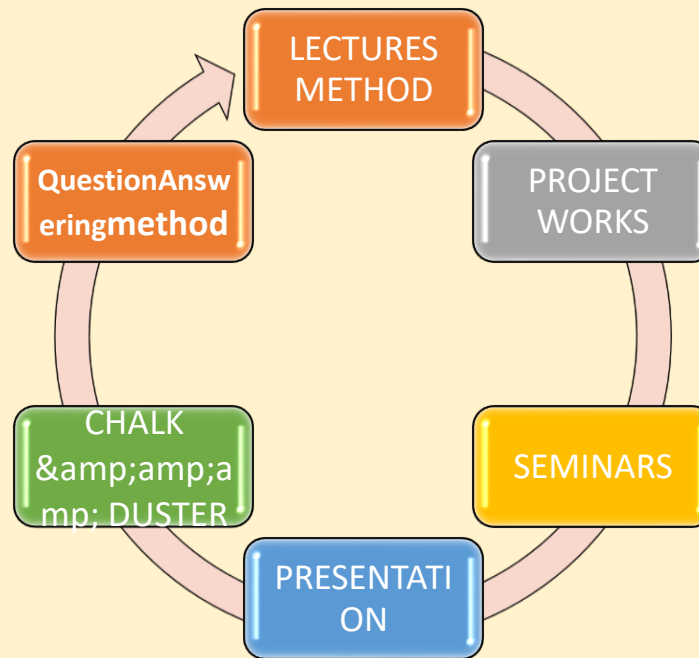 LECTURES
METHOD
PROJECT
WORKS
SEMINARS
PRESENTATI
ON
CHALK
&amp;amp;a
mp; DUSTER
QuestionAnsw
eringmethod